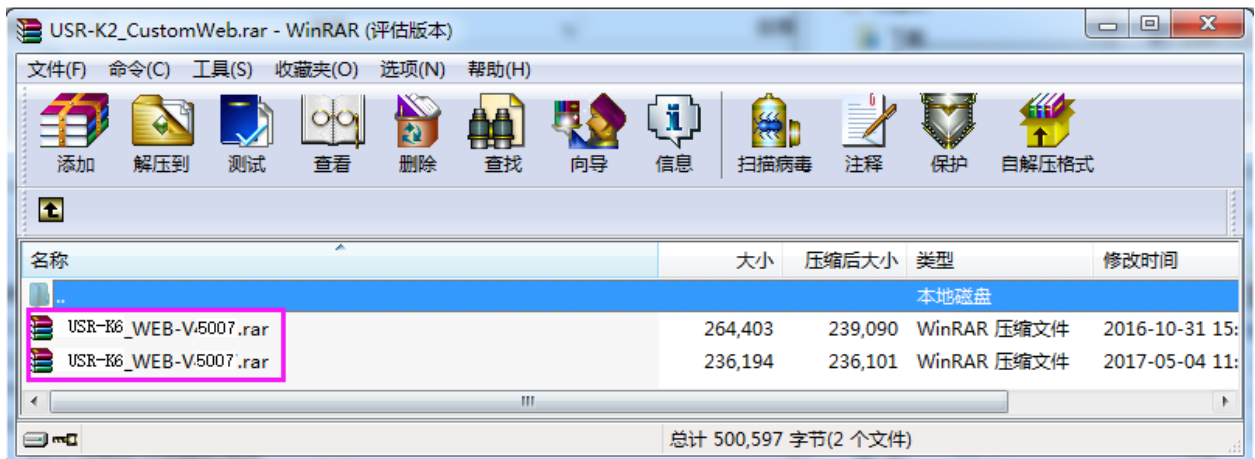 USR-K2_CustomWeb.rar - WinRAR (评估版本)
文件(F) 命令(C) 工具(S) 收藏夹(O) 选项(N) 帮助(H)
添加 解压到 测试 查看 删除 查找 向导 信息 扫描病毒 注释 保护 自解压格式
名称 大小 压缩后大小 类型 修改时间
.. 本地磁盘
USR-K6_WEB-V5007.rar 264,403 239,090 WinRAR 压缩文件 2016-10-31 15:
USR-K6_WEB-V5007.rar 236,194 236,101 WinRAR 压缩文件 2017-05-04 11:
总计 500,597 字节(2 个文件)